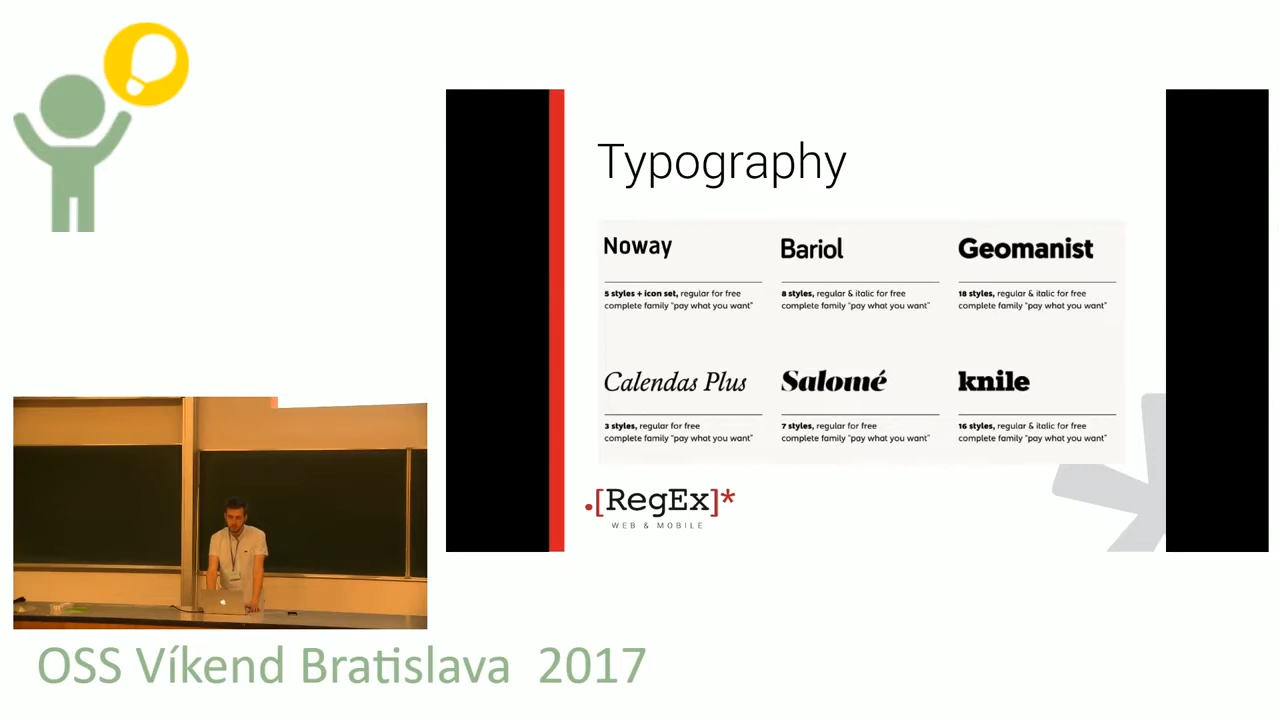 Typography
Noway
5 styles + icon set, regular for free
complete family "pay what you want"
Bariol
8 styles, regular & italic for free
complete family "pay what you want"
Geomanist
18 styles, regular & italic for free
complete family "pay what you want"
Calendas Plus
3 styles, regular for free
complete family "pay what you want"
Salomé
7 styles, regular & italic for free
complete family "pay what you want"
knile
16 styles, regular & italic for free
complete family "pay what you want"
.[RegEx]*
WEB & MOBILE
OSS Víkend Bratislava 2017